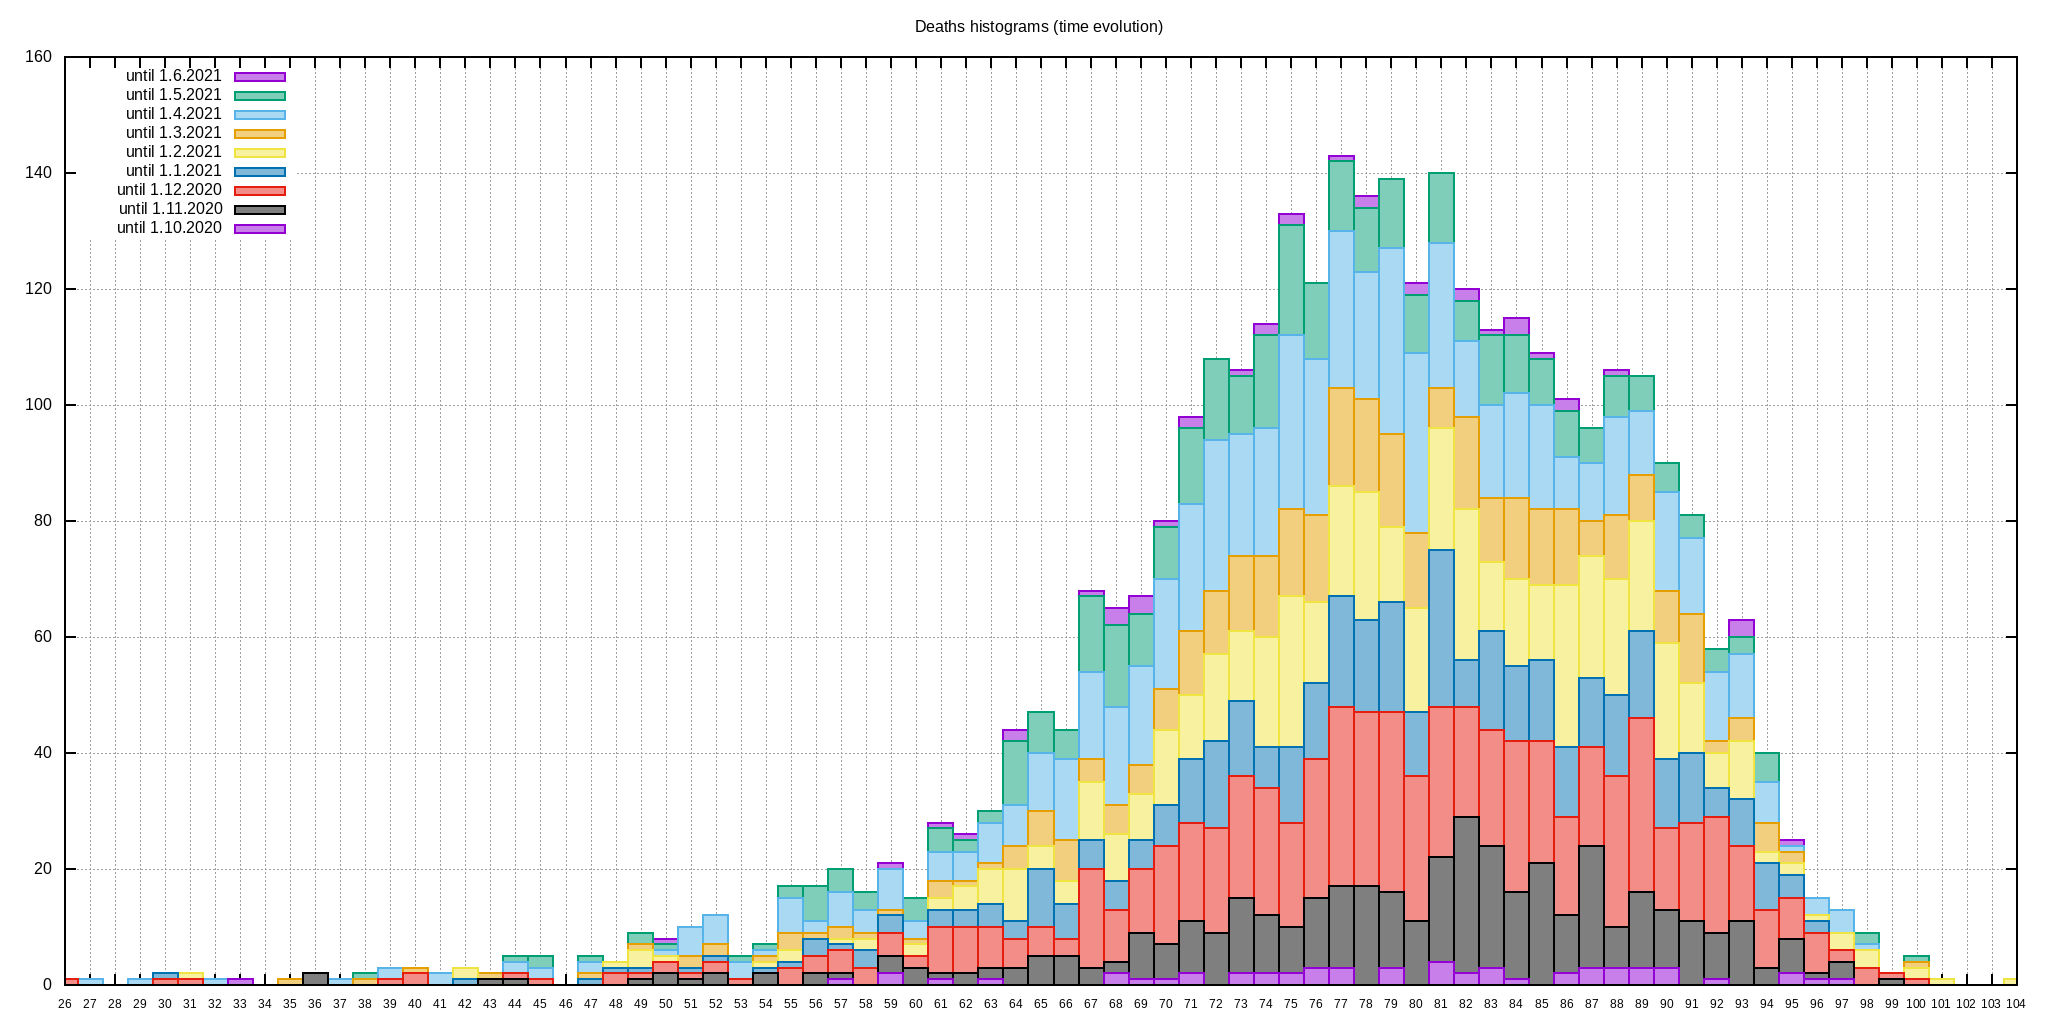 Deaths histograms (time evolution)
160
140
120
100
80
60
40
20
0
until 1.6.2021
until 1.5.2021
until 1.4.2021
until 1.3.2021
until 1.2.2021
until 1.1.2021
until 1.12.2020
until 1.11.2020
until 1.10.2020
26 27 28 29 30 31 32 33 34 35 36 37 38 39 40 41 42 43 44 45 46 47 48 49 50 51 52 53 54 55 56 57 58 59 60 61 62 63 64 65 66 67 68 69 70 71 72 73 74 75 76 77 78 79 80 81 82 83 84 85 86 87 88 89 90 91 92 93 94 95 96 97 98 99 100 101 102 103 104